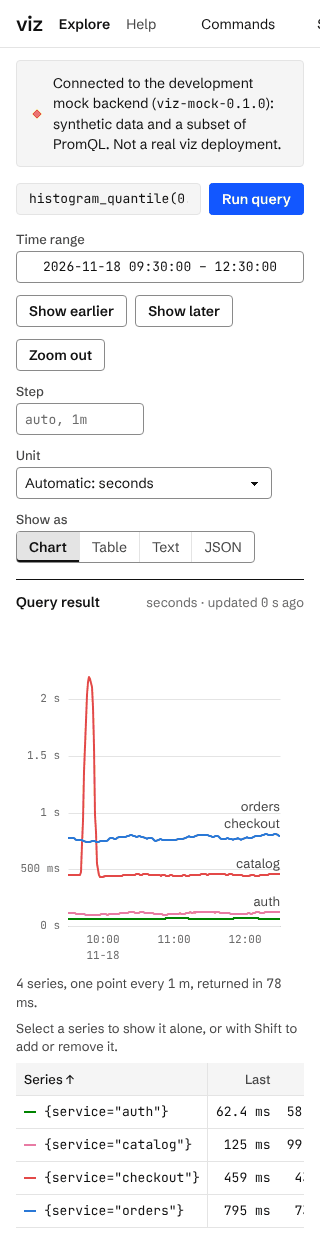 viz Explore Help Commands
Connected to the development
mock backend (viz-mock-0.1.0):
synthetic data and a subset of
PromQL. Not a real viz deployment.
histogram_quantile(0 Run query
Time range
2026-11-18 09:30:00 – 12:30:00
Show earlier Show later
Zoom out
Step
auto, 1m
Unit
Automatic: seconds
Show as
Chart Table Text JSON
Query result seconds · updated 0 s ago
2 s
1.5 s
1 s
orders
checkout
catalog
500 ms
auth
0 s
10:00 11:00 12:00
11-18
4 series, one point every 1 m, returned in 78
ms.
Select a series to show it alone, or with Shift to
add or remove it.
Series ↑ Last
{service="auth"} 62.4 ms 58
{service="catalog"} 125 ms 99
{service="checkout"} 459 ms
{service="orders"} 795 ms